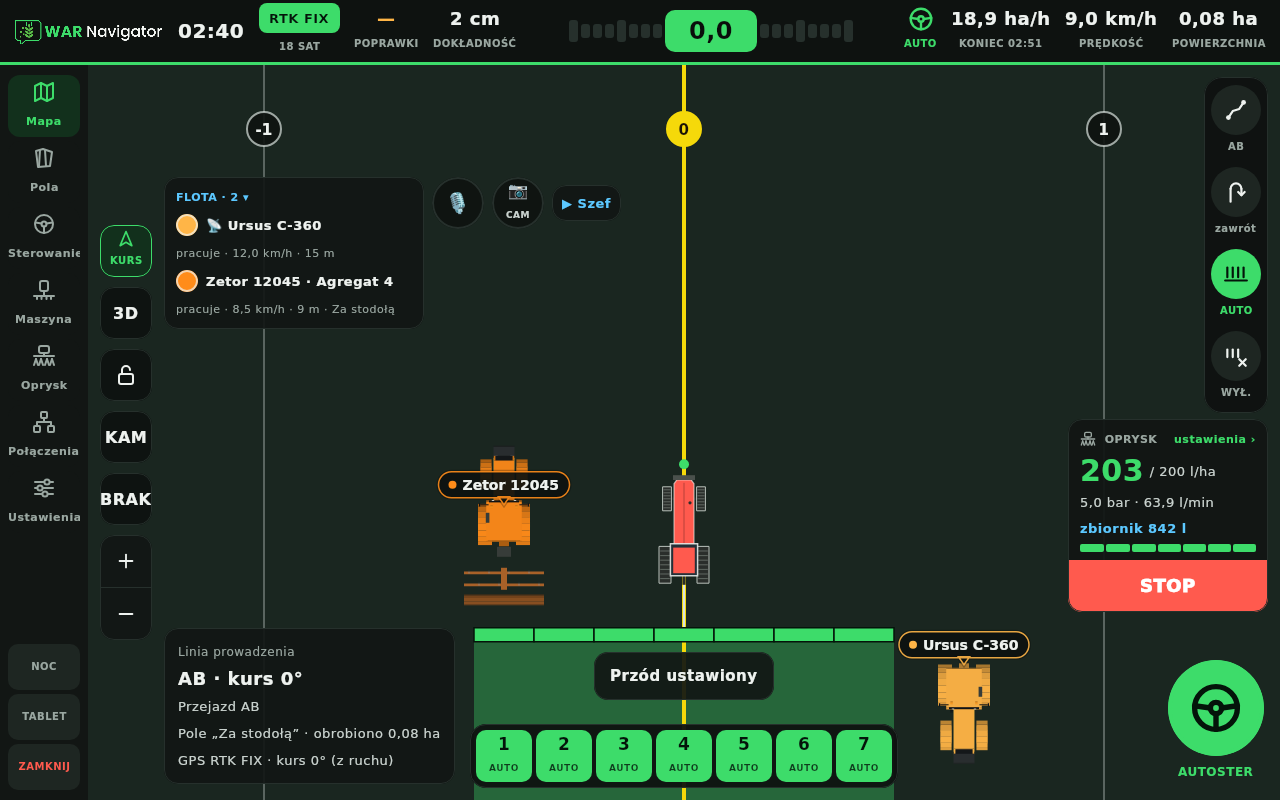 WAR Navigator
02:40
RTK FIX
18 SAT
—
POPRAWKI
2 cm
DOKŁADNOŚĆ
0,0
AUTO
18,9 ha/h
KONIEC 02:51
9,0 km/h
PRĘDKOŚĆ
0,08 ha
POWIERZCHNIA
Mapa
Pola
Sterowanie
Maszyna
Oprysk
Połączenia
Ustawienia
NOC
TABLET
ZAMKNIJ
KURS
3D
KAM
BRAK
+
−
-1
0
1
FLOTA · 2 ▾
📡 Ursus C-360
pracuje · 12,0 km/h · 15 m
Zetor 12045 · Agregat 4
pracuje · 8,5 km/h · 9 m · Za stodołą
CAM
▶ Szef
AB
zawrót
AUTO
WYŁ.
OPRYSK
ustawienia ›
203 / 200 l/ha
5,0 bar · 63,9 l/min
zbiornik 842 l
STOP
Zetor 12045
Ursus C-360
Linia prowadzenia
AB · kurs 0°
Przejazd AB
Pole „Za stodołą” · obrobiono 0,08 ha
GPS RTK FIX · kurs 0° (z ruchu)
Przód ustawiony
1 2 3 4 5 6 7
AUTO AUTO AUTO AUTO AUTO AUTO AUTO
AUTOSTER